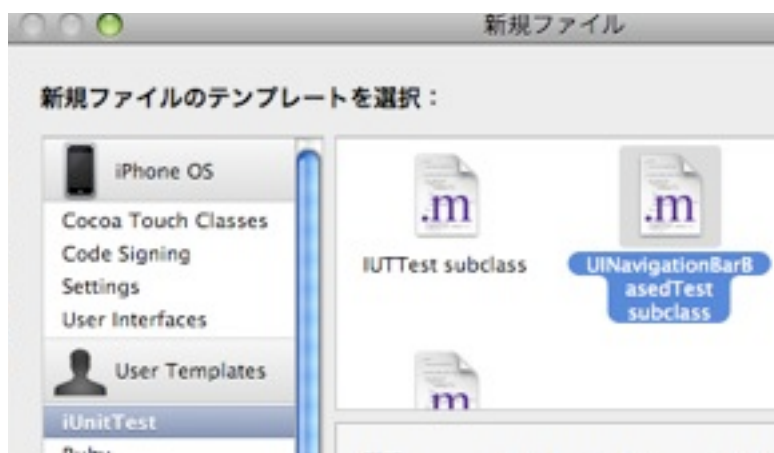 新規ファイル
新規ファイルのテンプレートを選択：
iPhone OS
Cocoa Touch Classes
Code Signing
Settings
User Interfaces
User Templates
iUnitTest
Ruby
.m
IUTTest subclass
.m
UINavigationBarB
asedTest
subclass
.m